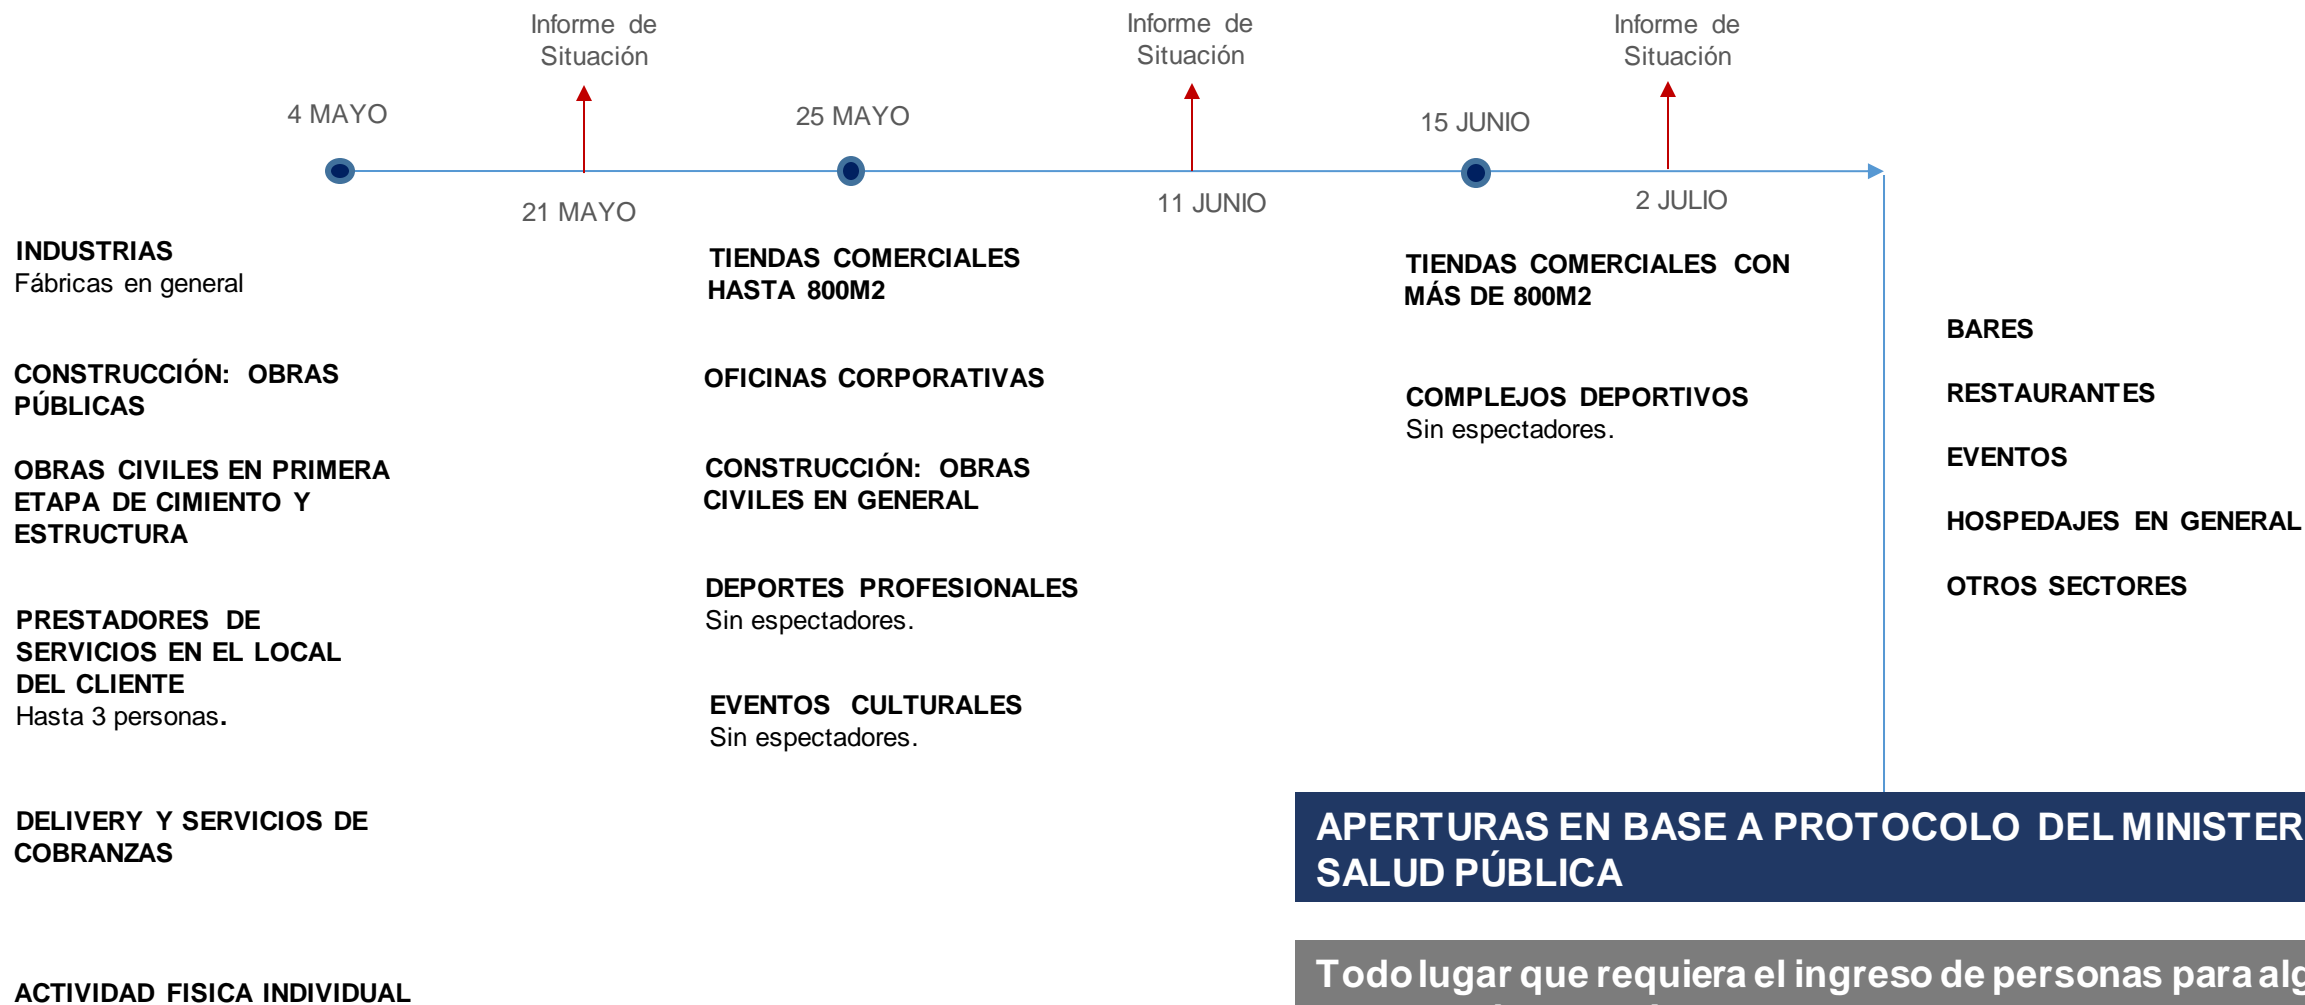 Informe de
Situación
Informe de
Situación
Informe de
Situación
4 MAYO
25 MAYO
15 JUNIO
21 MAYO
11 JUNIO
2 JULIO
INDUSTRIAS
Fábricas en general
CONSTRUCCIÓN: OBRAS
PÚBLICAS
OBRAS CIVILES EN PRIMERA
ETAPA DE CIMIENTO Y
ESTRUCTURA
PRESTADORES DE
SERVICIOS EN EL LOCAL
DEL CLIENTE
Hasta 3 personas.
DELIVERY Y SERVICIOS DE
COBRANZAS
ACTIVIDAD FISICA INDIVIDUAL
TIENDAS COMERCIALES
HASTA 800M2
OFICINAS CORPORATIVAS
CONSTRUCCIÓN: OBRAS
CIVILES EN GENERAL
DEPORTES PROFESIONALES
Sin espectadores.
EVENTOS CULTURALES
Sin espectadores.
TIENDAS COMERCIALES CON
MÁS DE 800M2
COMPLEJOS DEPORTIVOS
Sin espectadores.
BARES
RESTAURANTES
EVENTOS
HOSPEDAJES EN GENERAL
OTROS SECTORES
APERTURAS EN BASE A PROTOCOLO DEL MINISTER
SALUD PÚBLICA
Todo lugar que requiera el ingreso de personas para alg